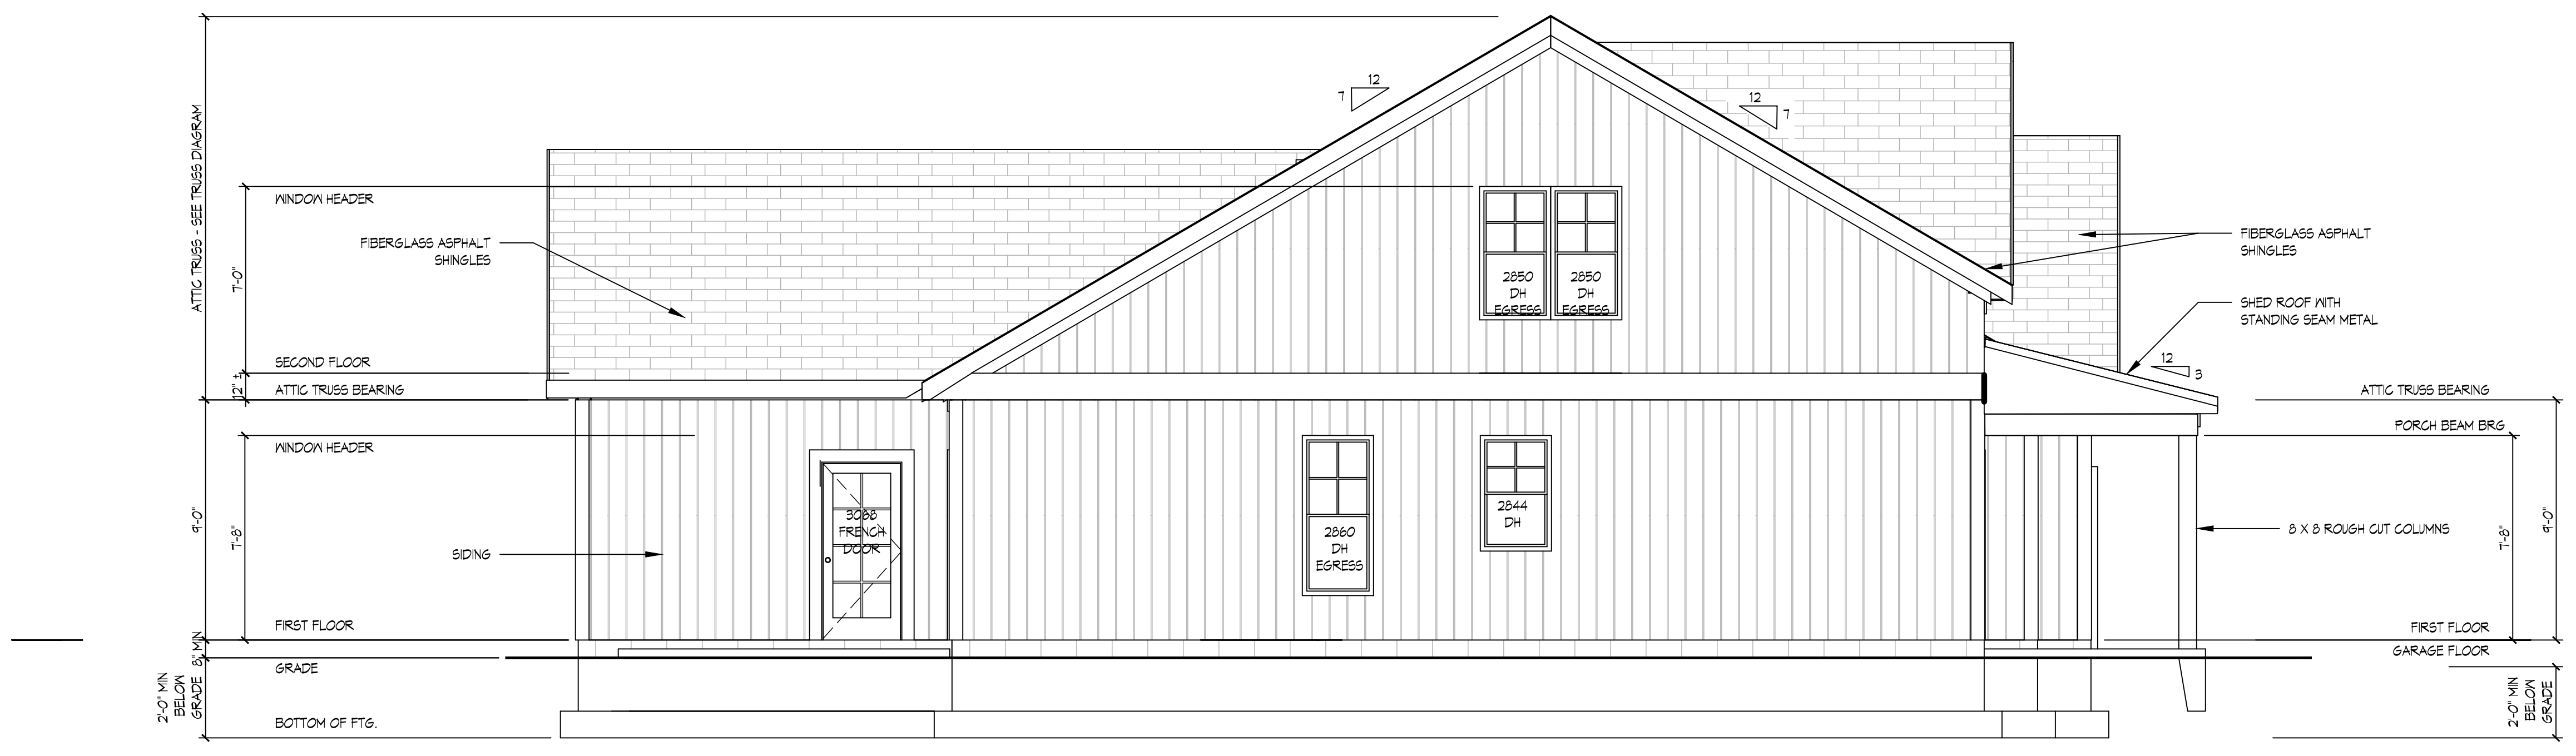 ATTIC TRUSS - SEE TRUSS DIAGRAM
12
7
12
7
WINDOW HEADER
7'-0"
FIBERGLASS ASPHALT
SHINGLES
2850
DH
EGRESS
2850
DH
EGRESS
FIBERGLASS ASPHALT
SHINGLES
SHED ROOF WITH
STANDING SEAM METAL
12
3
SECOND FLOOR
12" ±
ATTIC TRUSS BEARING
ATTIC TRUSS BEARING
PORCH BEAM BRG
WINDOW HEADER
9'-0"
7'-8"
SIDING
3068
FRENCH
DOOR
2860
DH
EGRESS
2844
DH
8 X 8 ROUGH CUT COLUMNS
7'-8"
9'-0"
FIRST FLOOR
FIRST FLOOR
8" MIN
GRADE
GARAGE FLOOR
2'-0" MIN
BELOW
GRADE
BOTTOM OF FTG.
2'-0" MIN
BELOW
GRADE